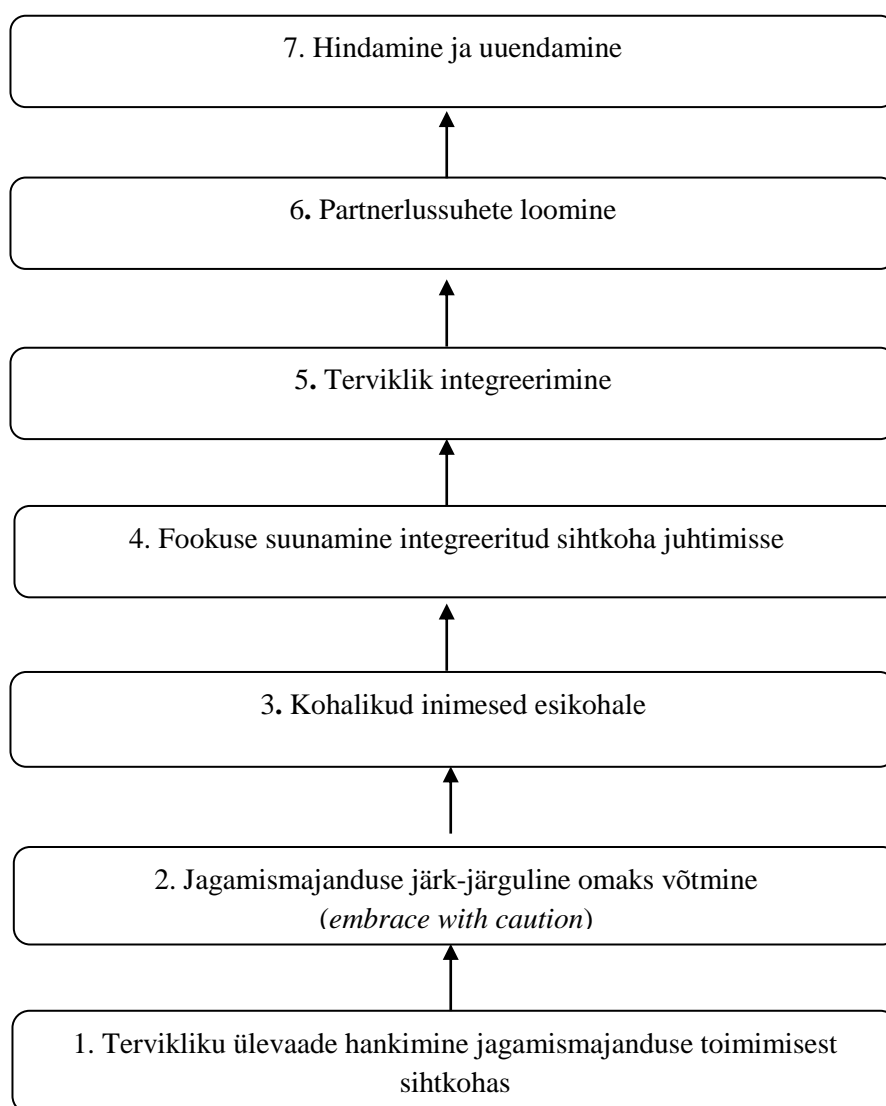 7. Hindamine ja uuendamine
6. Partnerlussuhete loomine
5. Terviklik integreerimine
4. Fookuse suunamine integreeritud sihtkoha juhtimisse
3. Kohalikud inimesed esikohale
2. Jagamismajanduse järk-järguline omaks võtmine
(embrace with caution)
1. Tervikliku ülevaade hankimine jagamismajanduse toimimisest
sihtkohas